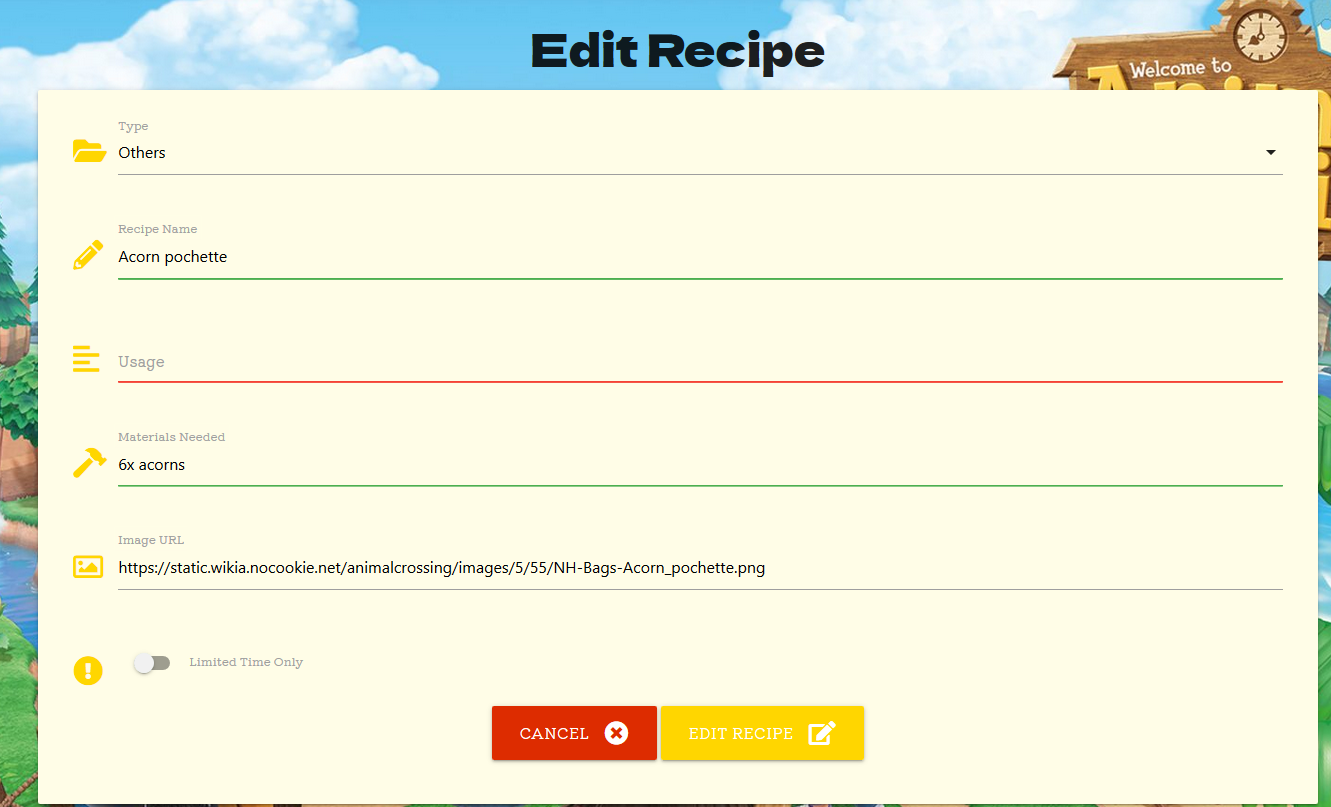 Edit Recipe
Welcome to
Type
Others
Recipe Name
Acorn pochette
Usage
Materials Needed
6x acorns
Image URL
https://static.wikia.nocookie.net/animalcrossing/images/5/55/NH-Bags-Acorn_pochette.png
Limited Time Only
CANCEL
EDIT RECIPE